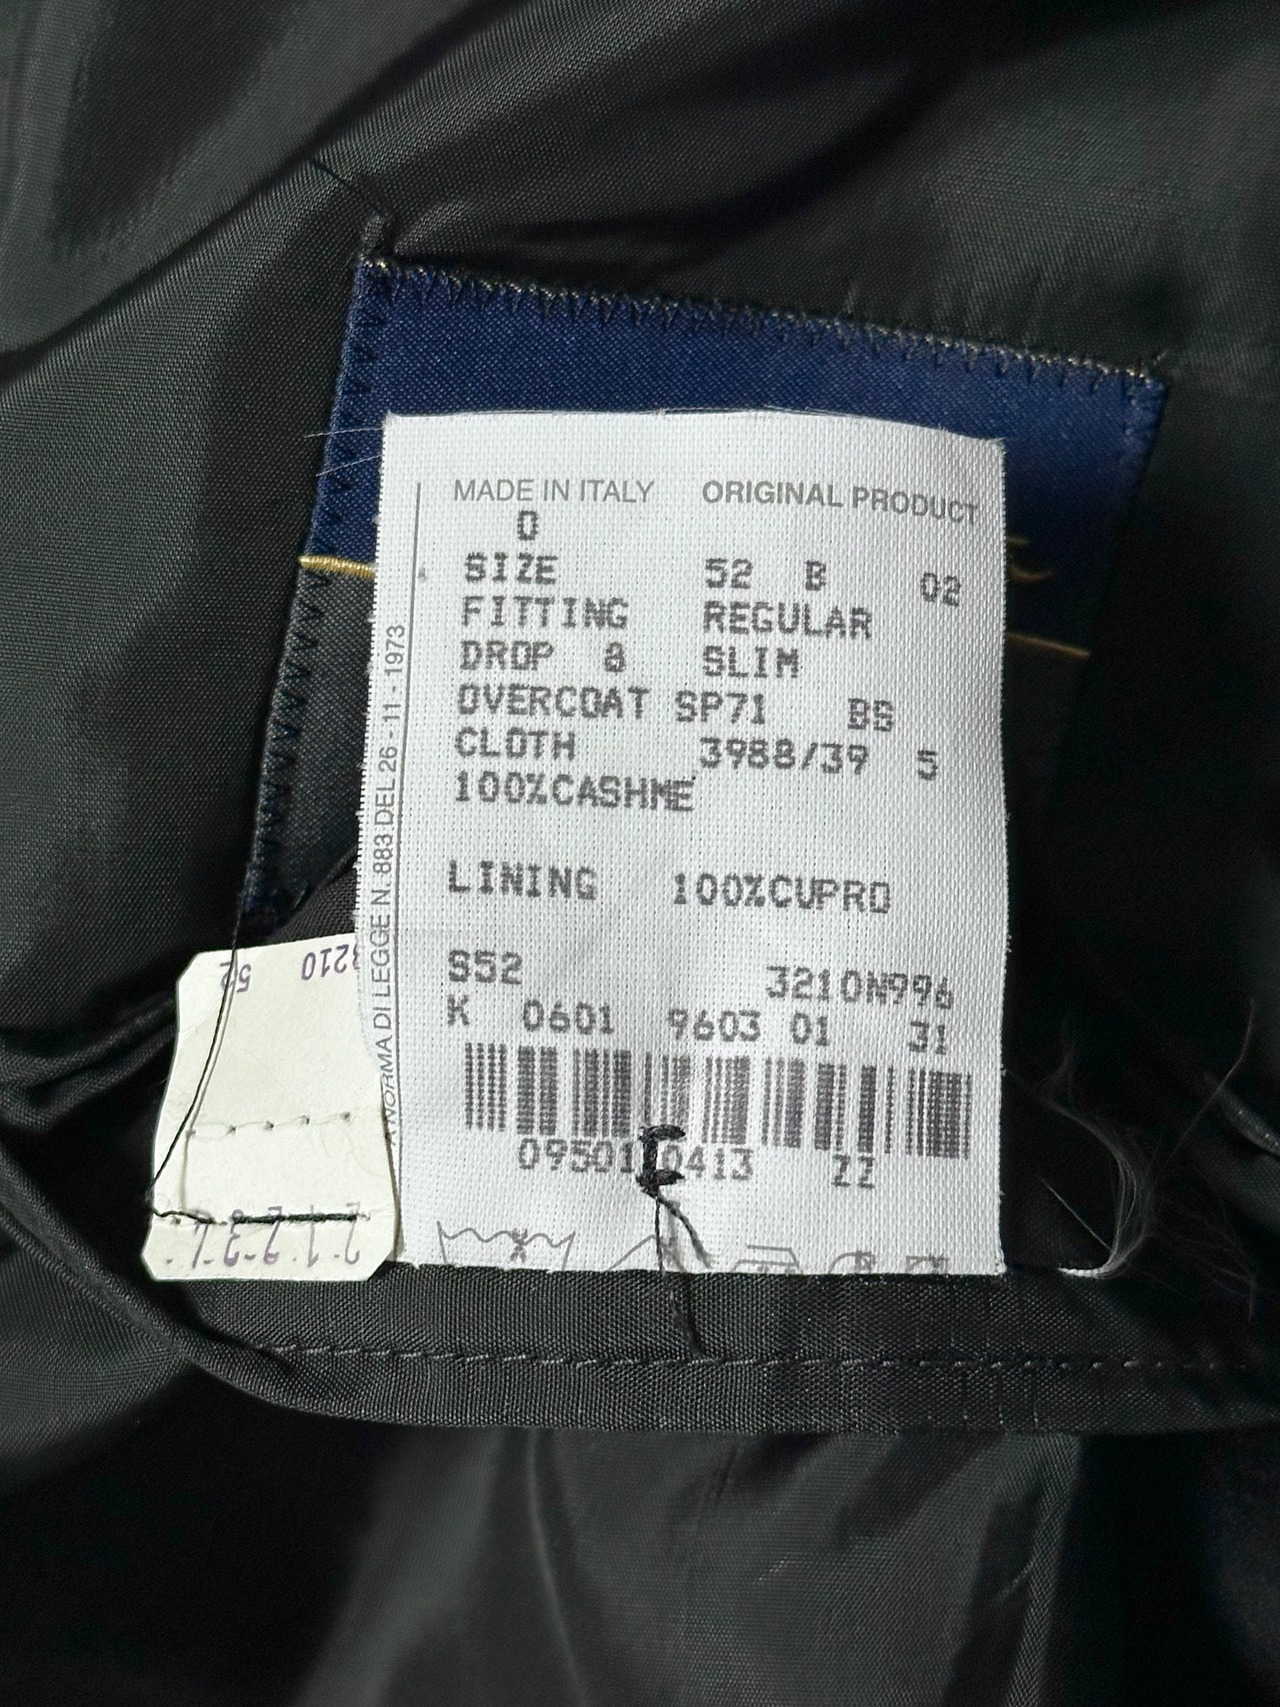 MADE IN ITALY ORIGINAL PRODUCT
0
SIZE 52 B 02
FITTING REGULAR
DROP 8 SLIM
OVERCOAT SP71 BS
CLOTH 3988/39 5
100%CASHME
LINING 100%CUPRO
S52 3210N996
K 0601 9603 01 31
095010413 ZZ
A NORMA DI LEGGE N. 883 DEL 26 - 11 - 1973
3210 52